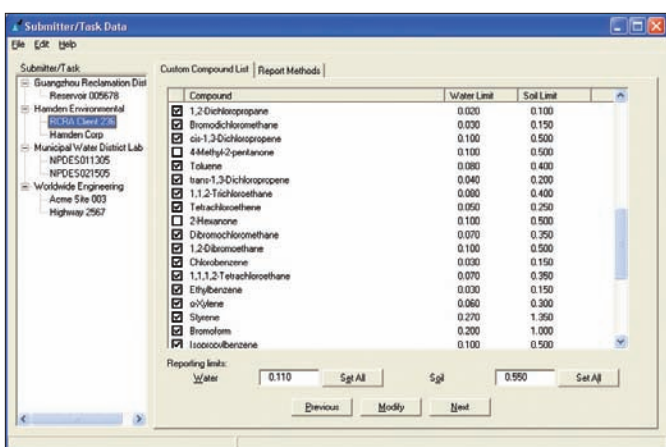 Submitter/Task Data
File Edit Help
Submitter/Task
Guangzhou Reclamation Dist
Reservoir 005678
Hamden Environmental
RCRA Client 236
Hamden Corp
Municipal Water District Lab
NPDES011305
NPDES021505
Worldwide Engineering
Acme Site 003
Highway 2567
Custom Compound List Report Methods
Compound Water Limit Soil Limit
1,2-Dichloropropane 0.020 0.100
Bromodichloromethane 0.030 0.150
cis-1,3-Dichloropropene 0.100 0.500
4-Methyl-2-pentanone 0.100 0.500
Toluene 0.080 0.400
trans-1,3-Dichloropropene 0.040 0.200
1,1,2-Trichloroethane 0.080 0.400
Tetrachloroethene 0.050 0.250
2-Hexanone 0.100 0.500
Dibromochloromethane 0.070 0.350
1,2-Dibromoethane 0.100 0.500
Chlorobenzene 0.030 0.150
1,1,1,2-Tetrachloroethane 0.070 0.350
Ethylbenzene 0.030 0.150
o-Xylene 0.060 0.300
Styrene 0.270 1.350
Bromoform 0.200 1.000
Isopropylbenzene 0.100 0.500
Reporting limits:
Water 0.110 Set All Soil 0.550 Set All
Previous Modify Next